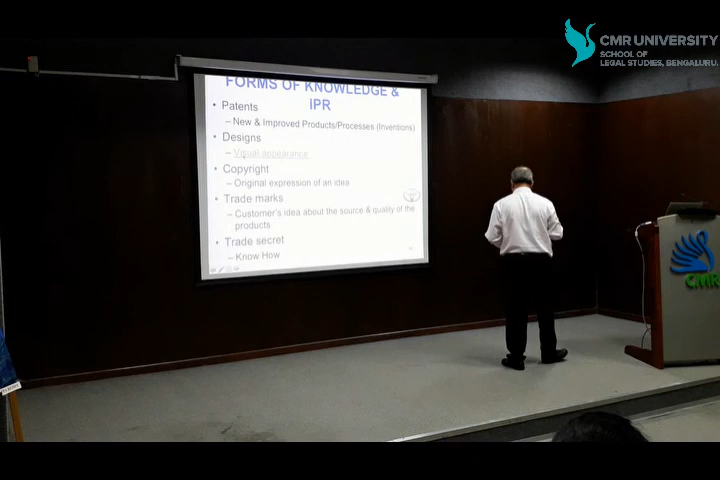 CMR UNIVERSITY
SCHOOL OF
LEGAL STUDIES, BENGALURU.
FORMS OF KNOWLEDGE &
IPR
• Patents
– New & Improved Products/Processes (Inventions)
• Designs
– Visual appearance
• Copyright
– Original expression of an idea
• Trade marks
– Customer's idea about the source & quality of the
products
• Trade secret
– Know How
CMR